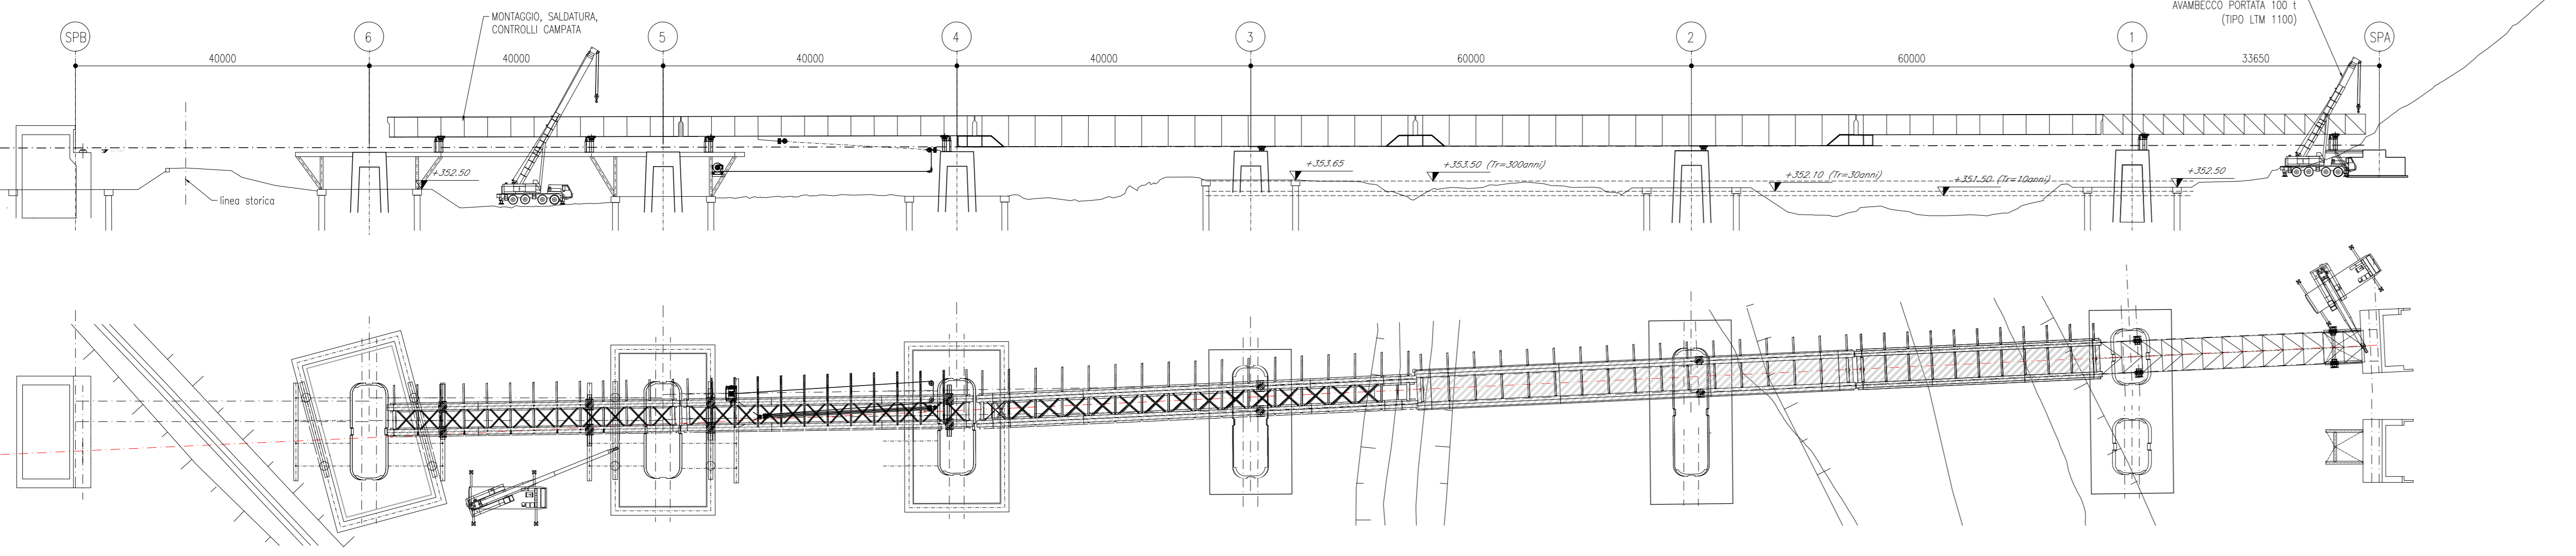 AVAMBECCO PORTATA 100 t
(TIPO LTM 1100)
MONTAGGIO, SALDATURA,
CONTROLLI CAMPATA
SPB
6
5
4
3
2
1
SPA
40000
40000
40000
40000
60000
60000
33650
+353.65
+353.50 (Tr=300anni)
+352.50
+352.10 (Tr=30anni)
+351.50 (Tr=10anni)
+352.50
linea storica